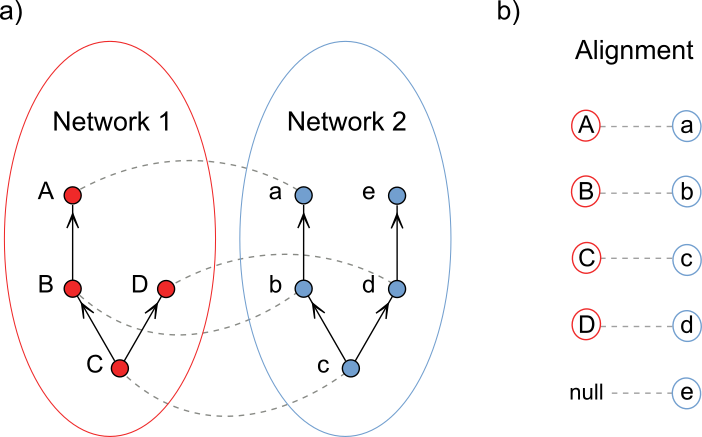 a)
Network 1
Network 2
A
a
e
B
D
b
d
C
c
b)
Alignment
A a
B b
C c
D d
null e